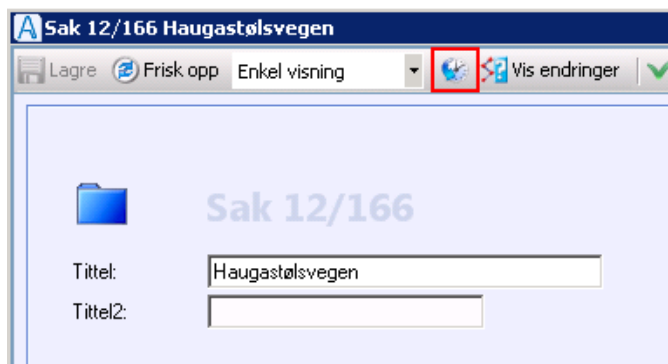 Sak 12/166 Haugastølsvegen
Lagre Frisk opp Enkel visning Vis endringer
Sak 12/166
Tittel: Haugastølsvegen
Tittel2: